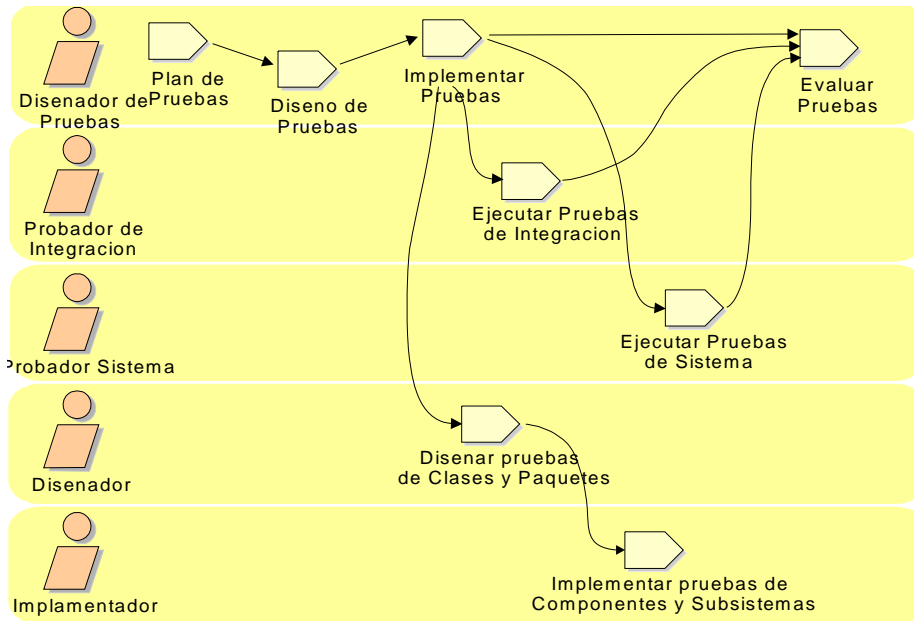 Disenador de
Pruebas
Plan de
Pruebas
Diseno de
Pruebas
Implementar
Pruebas
Evaluar
Pruebas
Probador de
Integracion
Ejecutar Pruebas
de Integracion
Probador Sistema
Ejecutar Pruebas
de Sistema
Disenador
Disenar pruebas
de Clases y Paquetes
Implamentador
Implementar pruebas de
Componentes y Subsistemas